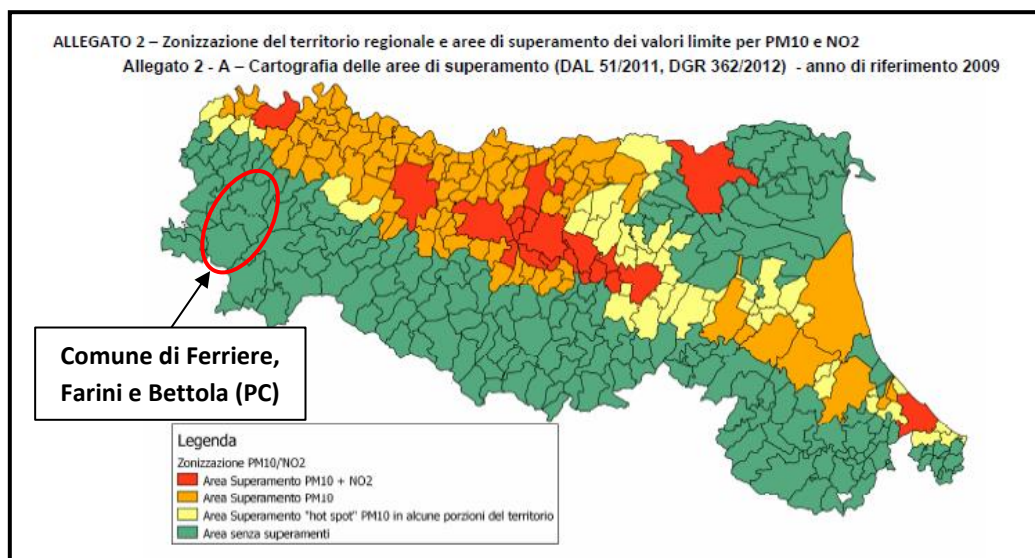 ALLEGATO 2 – Zonizzazione del territorio regionale e aree di superamento dei valori limite per PM10 e NO2
Allegato 2 - A – Cartografia delle aree di superamento (DAL 51/2011, DGR 362/2012) - anno di riferimento 2009
Comune di Ferriere,
Farini e Bettola (PC)
Legenda
Zonizzazione PM10/NO2
Area Superamento PM10 + NO2
Area Superamento PM10
Area Superamento "hot spot" PM10 in alcune porzioni del territorio
Area senza superamenti